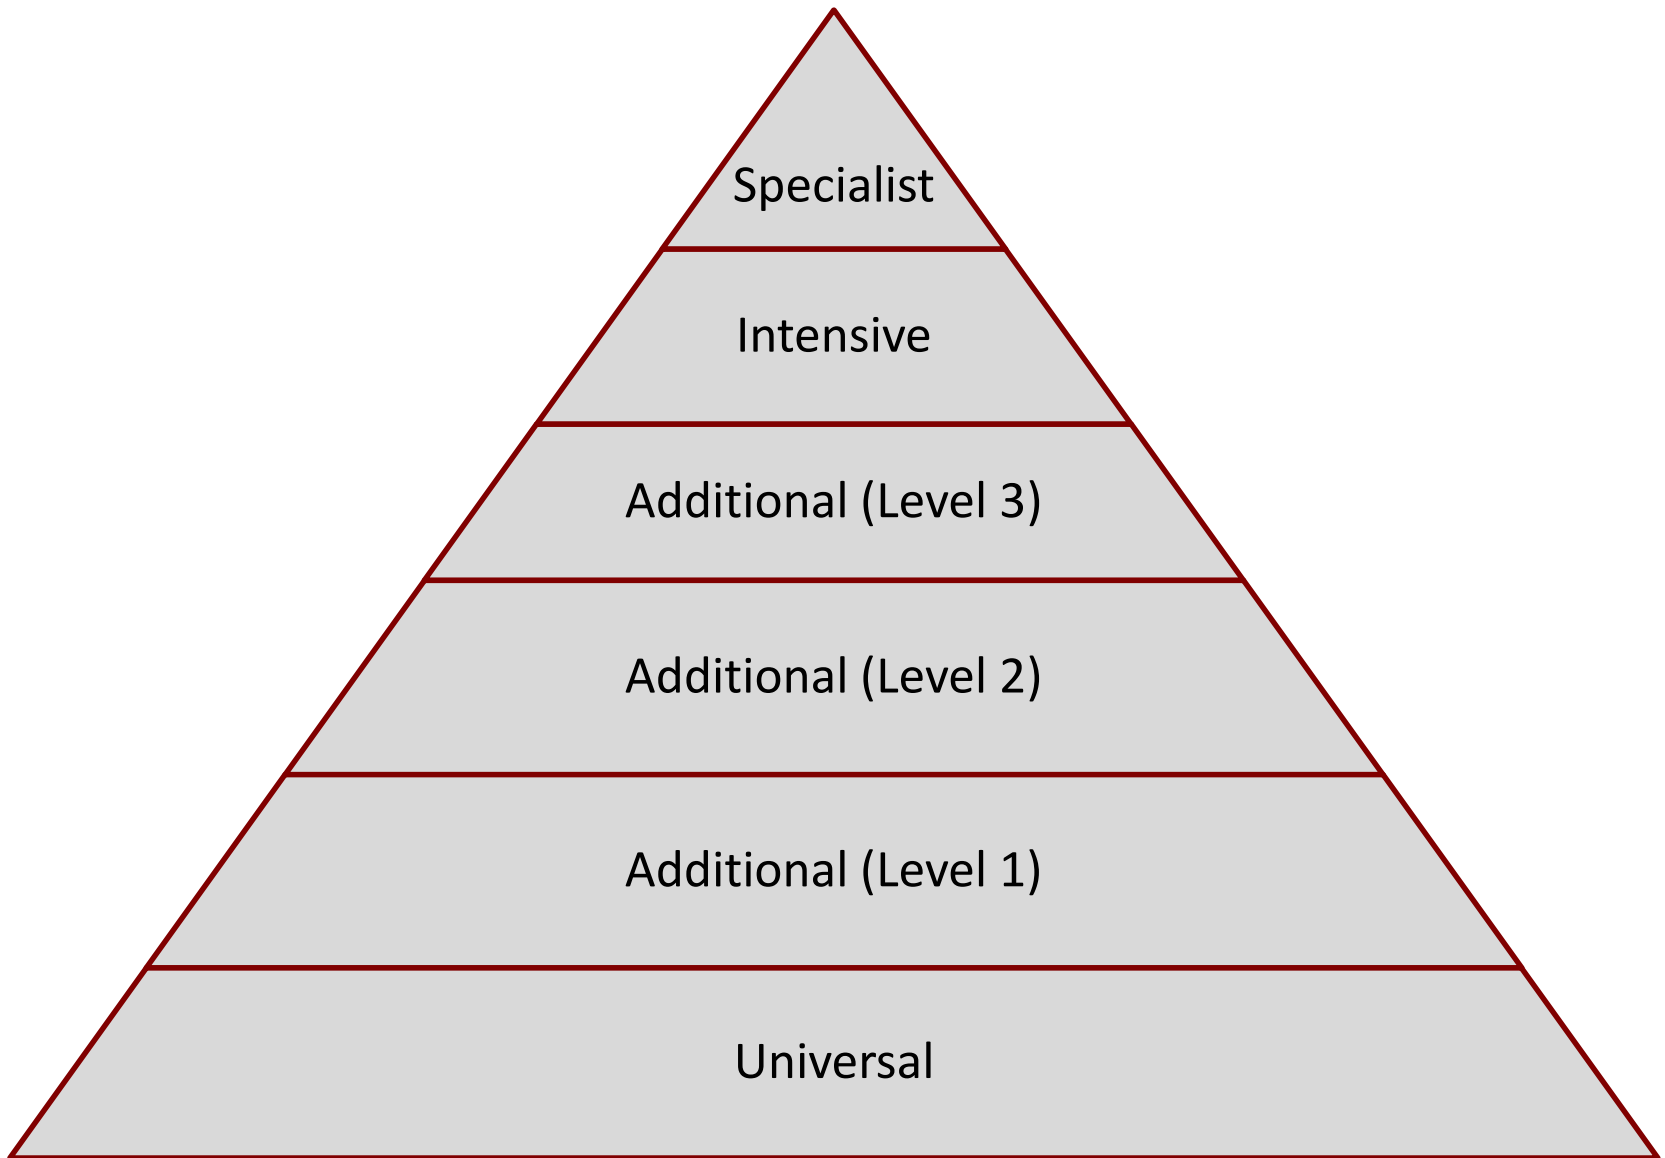 Specialist
Intensive
Additional (Level 3)
Additional (Level 2)
Additional (Level 1)
Universal